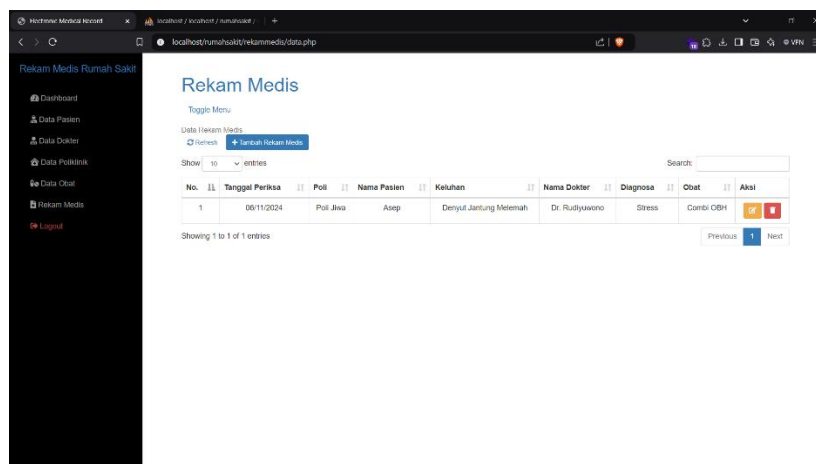 Electronic Medical Record
localhost / localhost / rumahsakit /
localhost/rumahsakit/rekammedis/data.php
VPN
Rekam Medis Rumah Sakit
Dashboard
Data Pasien
Data Dokter
Data Poliklinik
Data Obat
Rekam Medis
Logout
Rekam Medis
Toggle Menu
Data Rekam Medis
Refresh
Tambah Rekam Medis
Show 10 entries
Search:
No. Tanggal Periksa Poli Nama Pasien Keluhan Nama Dokter Diagnosa Obat Aksi
1 06/11/2024 Poli Jiwa Asep Denyut Jantung Melemah Dr. Rudiyuwono Stress Combi OBH
Showing 1 to 1 of 1 entries
Previous 1 Next